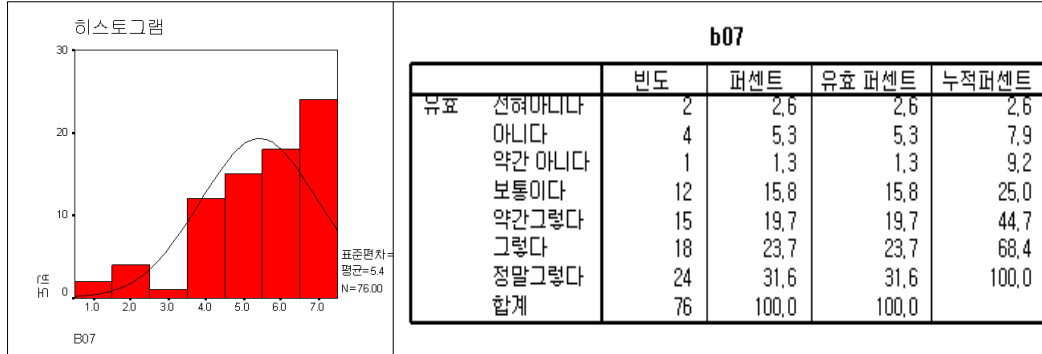 히스토그램
30
20
10
0
빈도
1.0 2.0 3.0 4.0 5.0 6.0 7.0
표준편차=
평균=5.4
N=76.00
B07
b07
빈도 퍼센트 유효 퍼센트 누적퍼센트
유효 전혀아니다 2 2,6 2,6 2,6
아니다 4 5,3 5,3 7,9
약간 아니다 1 1,3 1,3 9,2
보통이다 12 15,8 15,8 25,0
약간그렇다 15 19,7 19,7 44,7
그렇다 18 23,7 23,7 68,4
정말그렇다 24 31,6 31,6 100,0
합계 76 100,0 100,0